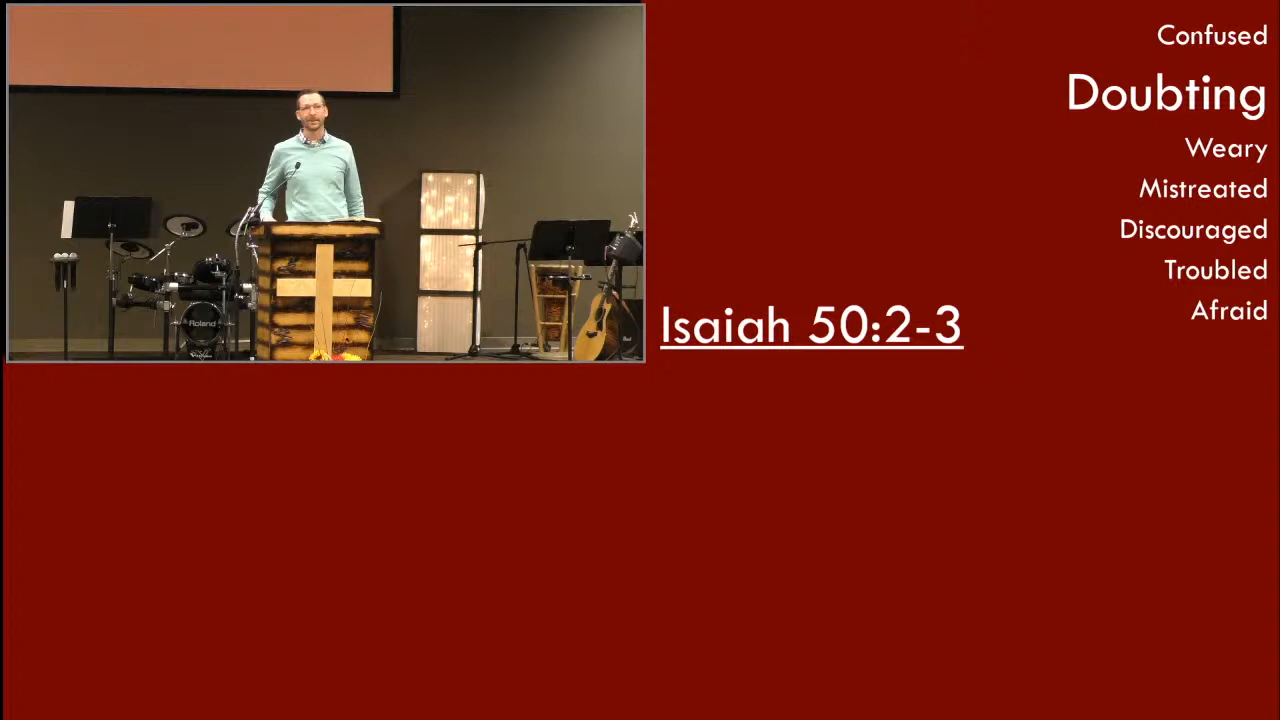 Confused
Doubting
Weary
Mistreated
Discouraged
Troubled
Afraid
Isaiah 50:2-3
Roland